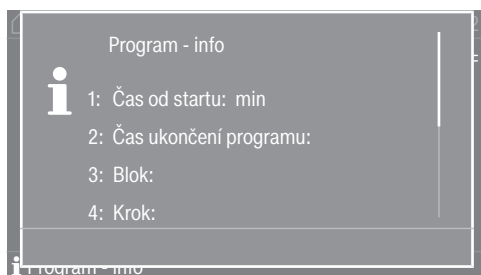 Program - info
1: Čas od startu: min
2: Čas ukončení programu:
3: Blok:
4: Krok:
Program - info